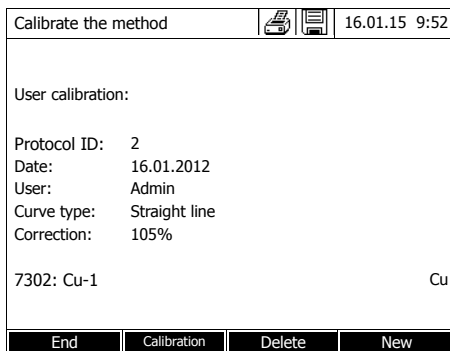 Calibrate the method 16.01.15 9:52
User calibration:
Protocol ID: 2
Date: 16.01.2012
User: Admin
Curve type: Straight line
Correction: 105%
7302: Cu-1 Cu
End Calibration Delete New